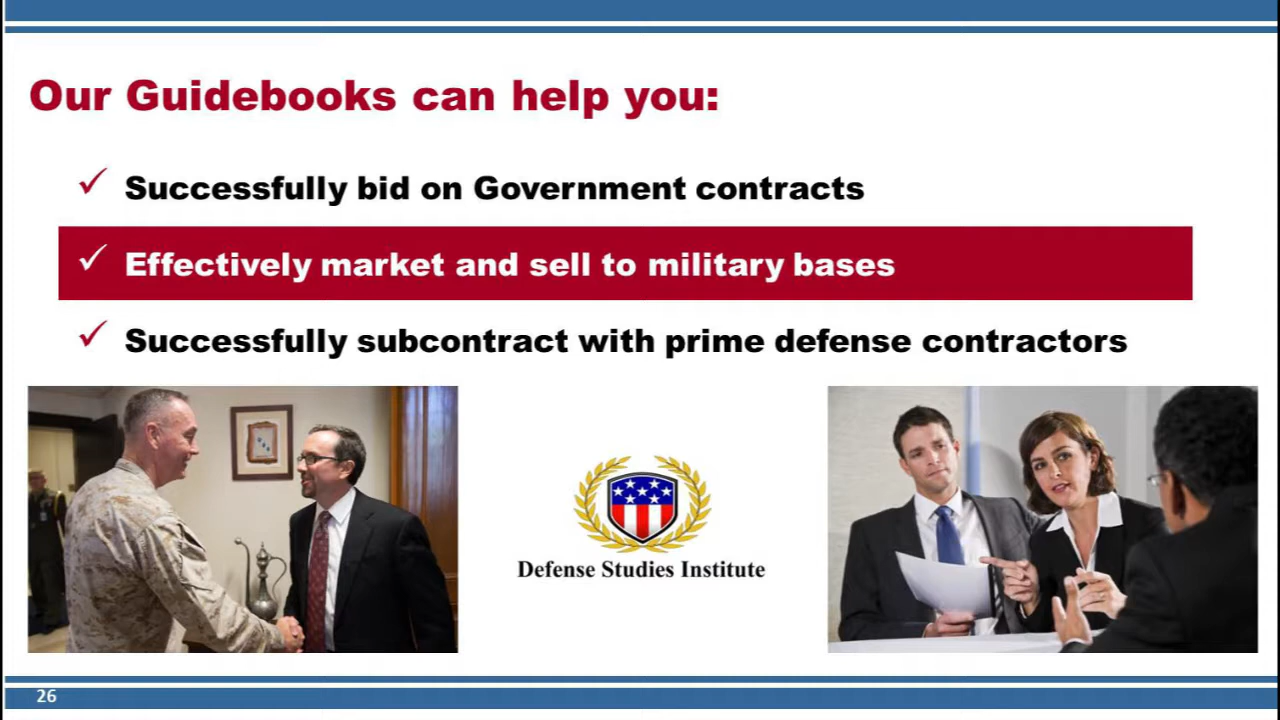 Our Guidebooks can help you:
✓ Successfully bid on Government contracts
✓ Effectively market and sell to military bases
✓ Successfully subcontract with prime defense contractors
Defense Studies Institute
26